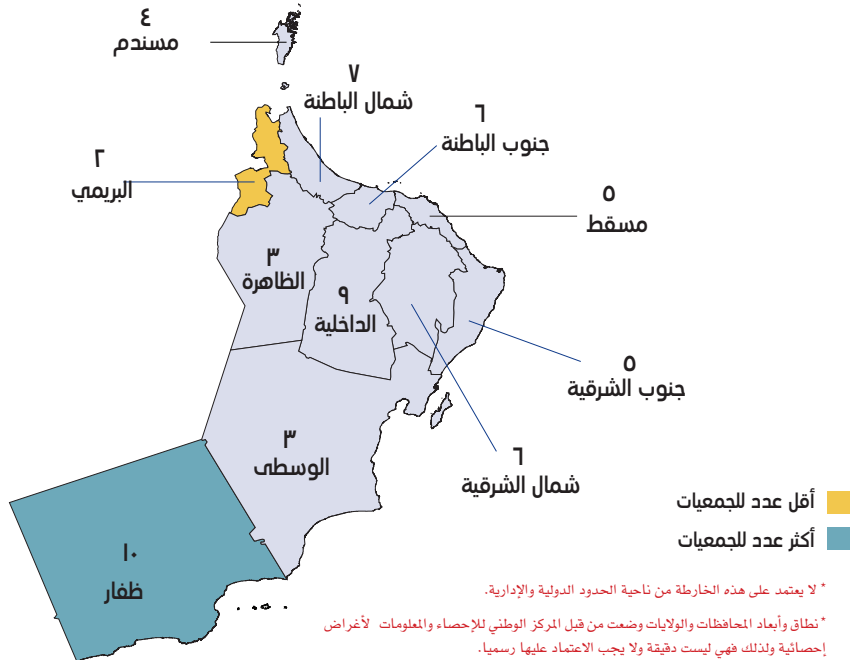 ٤
مسندم
٧
شمال الباطنة
٦
جنوب الباطنة
٢
البريمي
٥
مسقط
٣
الظاهرة
٩
الداخلية
٥
جنوب الشرقية
٣
الوسطى
٦
شمال الشرقية
١٠
ظفار
أقل عدد للجمعيات
أكثر عدد للجمعيات
* لا يعتمد على هذه الخارطة من ناحية الحدود الدولية والإدارية.
* نطاق وأبعاد المحافظات والولايات وضعت من قبل المركز الوطني للإحصاء والمعلومات لأغراض
إحصائية ولذلك فهي ليست دقيقة ولا يجب الاعتماد عليها رسميا.